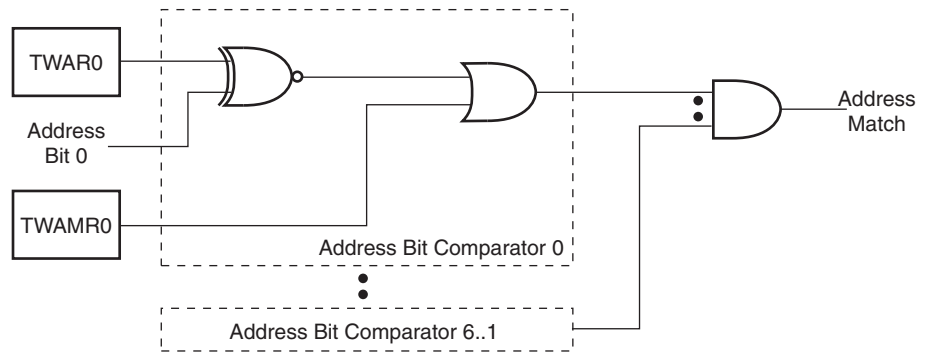 TWAR0
Address
Bit 0
TWAMR0
Address Bit Comparator 0
Address Bit Comparator 6..1
Address
Match